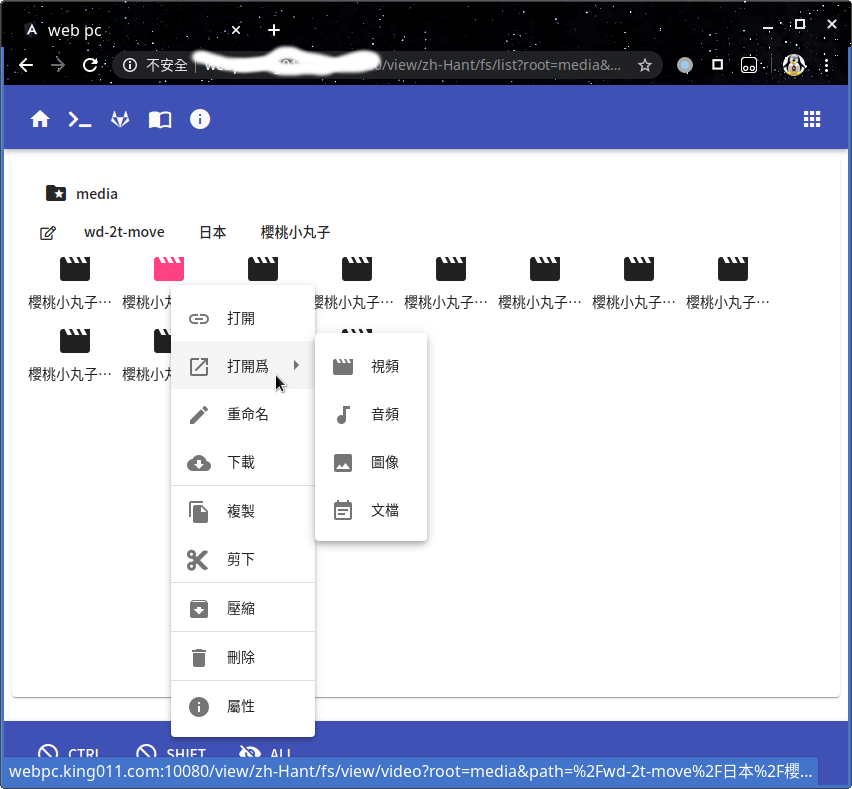 web pc
不安全
/view/zh-Hant/fs/list?root=media&...
media
wd-2t-move 日本 櫻桃小丸子
櫻桃小丸子… 櫻桃小丸 櫻桃小丸子… 櫻桃小丸子… 櫻桃小丸子… 櫻桃小丸子… 櫻桃小丸子…
櫻桃小丸子… 櫻桃小丸
打開
打開爲
重命名
下載
複製
剪下
壓縮
刪除
屬性
視頻
音頻
圖像
文檔
CTRL SHIFT ALL
webpc.king011.com:10080/view/zh-Hant/fs/view/video?root=media&path=%2Fwd-2t-move%2F日本%2F櫻...